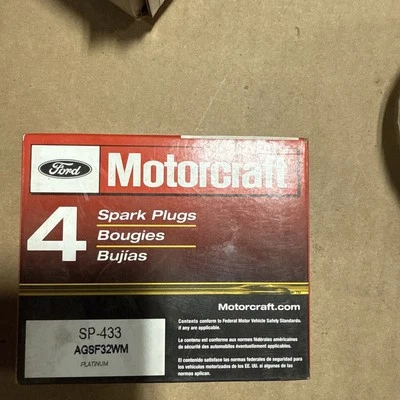 Ford
Motorcraft
4
Spark Plugs
Bougies
Bujías
Motorcraft.com
SP-433
AGSF32WM
PLATINUM
Contents conform to Federal Motor Vehicle Safety Standards.
if any are applicable.
Le contenu est conforme aux normes fédérales américaines
de sécurité des automobiles éventuellement applicables.
El contenido satisface las normas federales de seguridad para
los vehículos motorizados de los EE. UU. si algunas de las
normas aplican.